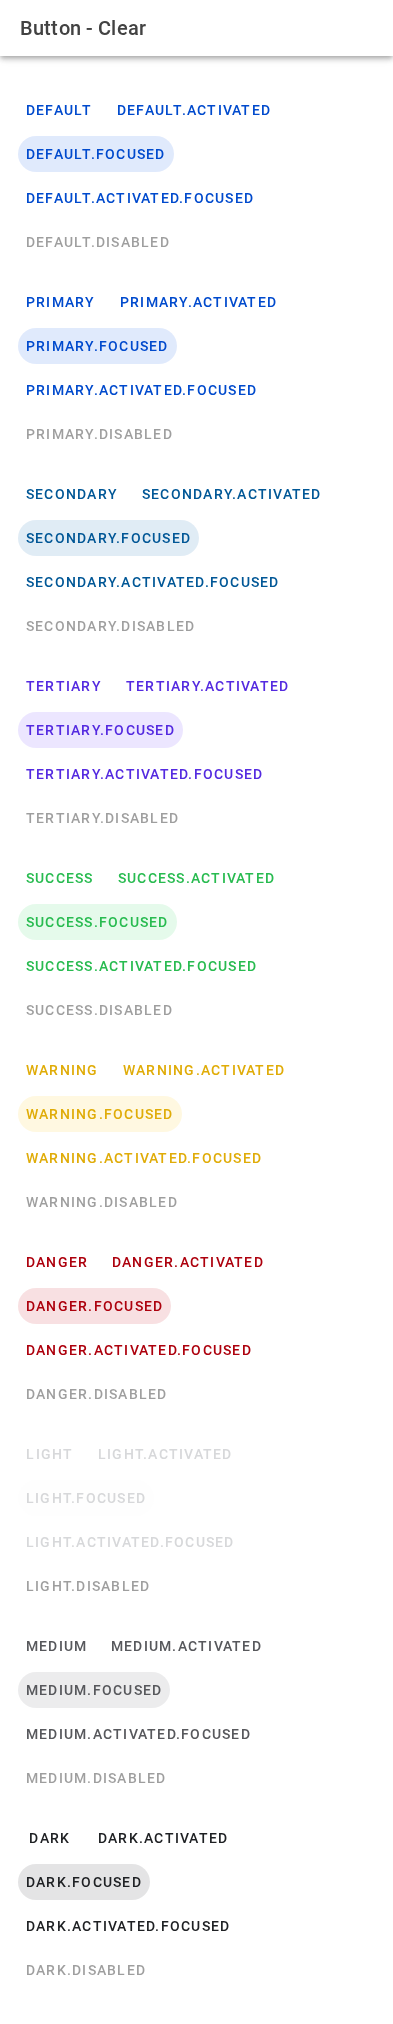 Button - Clear
DEFAULT DEFAULT.ACTIVATED
DEFAULT.FOCUSED
DEFAULT.ACTIVATED.FOCUSED
DEFAULT.DISABLED
PRIMARY PRIMARY.ACTIVATED
PRIMARY.FOCUSED
PRIMARY.ACTIVATED.FOCUSED
PRIMARY.DISABLED
SECONDARY SECONDARY.ACTIVATED
SECONDARY.FOCUSED
SECONDARY.ACTIVATED.FOCUSED
SECONDARY.DISABLED
TERTIARY TERTIARY.ACTIVATED
TERTIARY.FOCUSED
TERTIARY.ACTIVATED.FOCUSED
TERTIARY.DISABLED
SUCCESS SUCCESS.ACTIVATED
SUCCESS.FOCUSED
SUCCESS.ACTIVATED.FOCUSED
SUCCESS.DISABLED
WARNING WARNING.ACTIVATED
WARNING.FOCUSED
WARNING.ACTIVATED.FOCUSED
WARNING.DISABLED
DANGER DANGER.ACTIVATED
DANGER.FOCUSED
DANGER.ACTIVATED.FOCUSED
DANGER.DISABLED
LIGHT LIGHT.ACTIVATED
LIGHT.FOCUSED
LIGHT.ACTIVATED.FOCUSED
LIGHT.DISABLED
MEDIUM MEDIUM.ACTIVATED
MEDIUM.FOCUSED
MEDIUM.ACTIVATED.FOCUSED
MEDIUM.DISABLED
DARK DARK.ACTIVATED
DARK.FOCUSED
DARK.ACTIVATED.FOCUSED
DARK.DISABLED